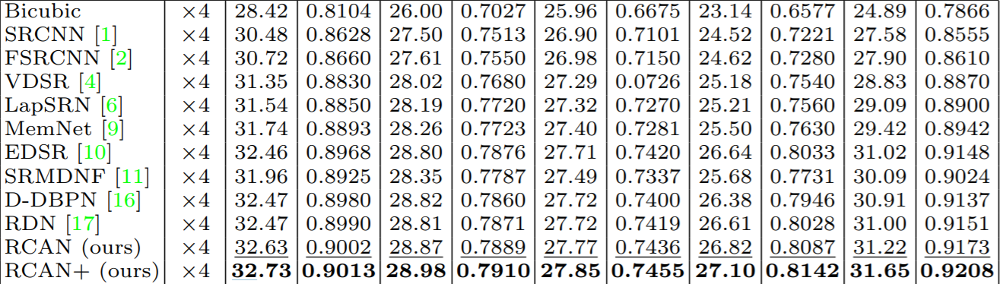 Bicubic ×4 28.42 0.8104 26.00 0.7027 25.96 0.6675 23.14 0.6577 24.89 0.7866
SRCNN [1] ×4 30.48 0.8628 27.50 0.7513 26.90 0.7101 24.52 0.7221 27.58 0.8555
FSRCNN [2] ×4 30.72 0.8660 27.61 0.7550 26.98 0.7150 24.62 0.7280 27.90 0.8610
VDSR [4] ×4 31.35 0.8830 28.02 0.7680 27.29 0.0726 25.18 0.7540 28.83 0.8870
LapSRN [6] ×4 31.54 0.8850 28.19 0.7720 27.32 0.7270 25.21 0.7560 29.09 0.8900
MemNet [9] ×4 31.74 0.8893 28.26 0.7723 27.40 0.7281 25.50 0.7630 29.42 0.8942
EDSR [10] ×4 32.46 0.8968 28.80 0.7876 27.71 0.7420 26.64 0.8033 31.02 0.9148
SRMDNF [11] ×4 31.96 0.8925 28.35 0.7787 27.49 0.7337 25.68 0.7731 30.09 0.9024
D-DBPN [16] ×4 32.47 0.8980 28.82 0.7860 27.72 0.7400 26.38 0.7946 30.91 0.9137
RDN [17] ×4 32.47 0.8990 28.81 0.7871 27.72 0.7419 26.61 0.8028 31.00 0.9151
RCAN (ours) ×4 32.63 0.9002 28.87 0.7889 27.77 0.7436 26.82 0.8087 31.22 0.9173
RCAN+ (ours) ×4 32.73 0.9013 28.98 0.7910 27.85 0.7455 27.10 0.8142 31.65 0.9208